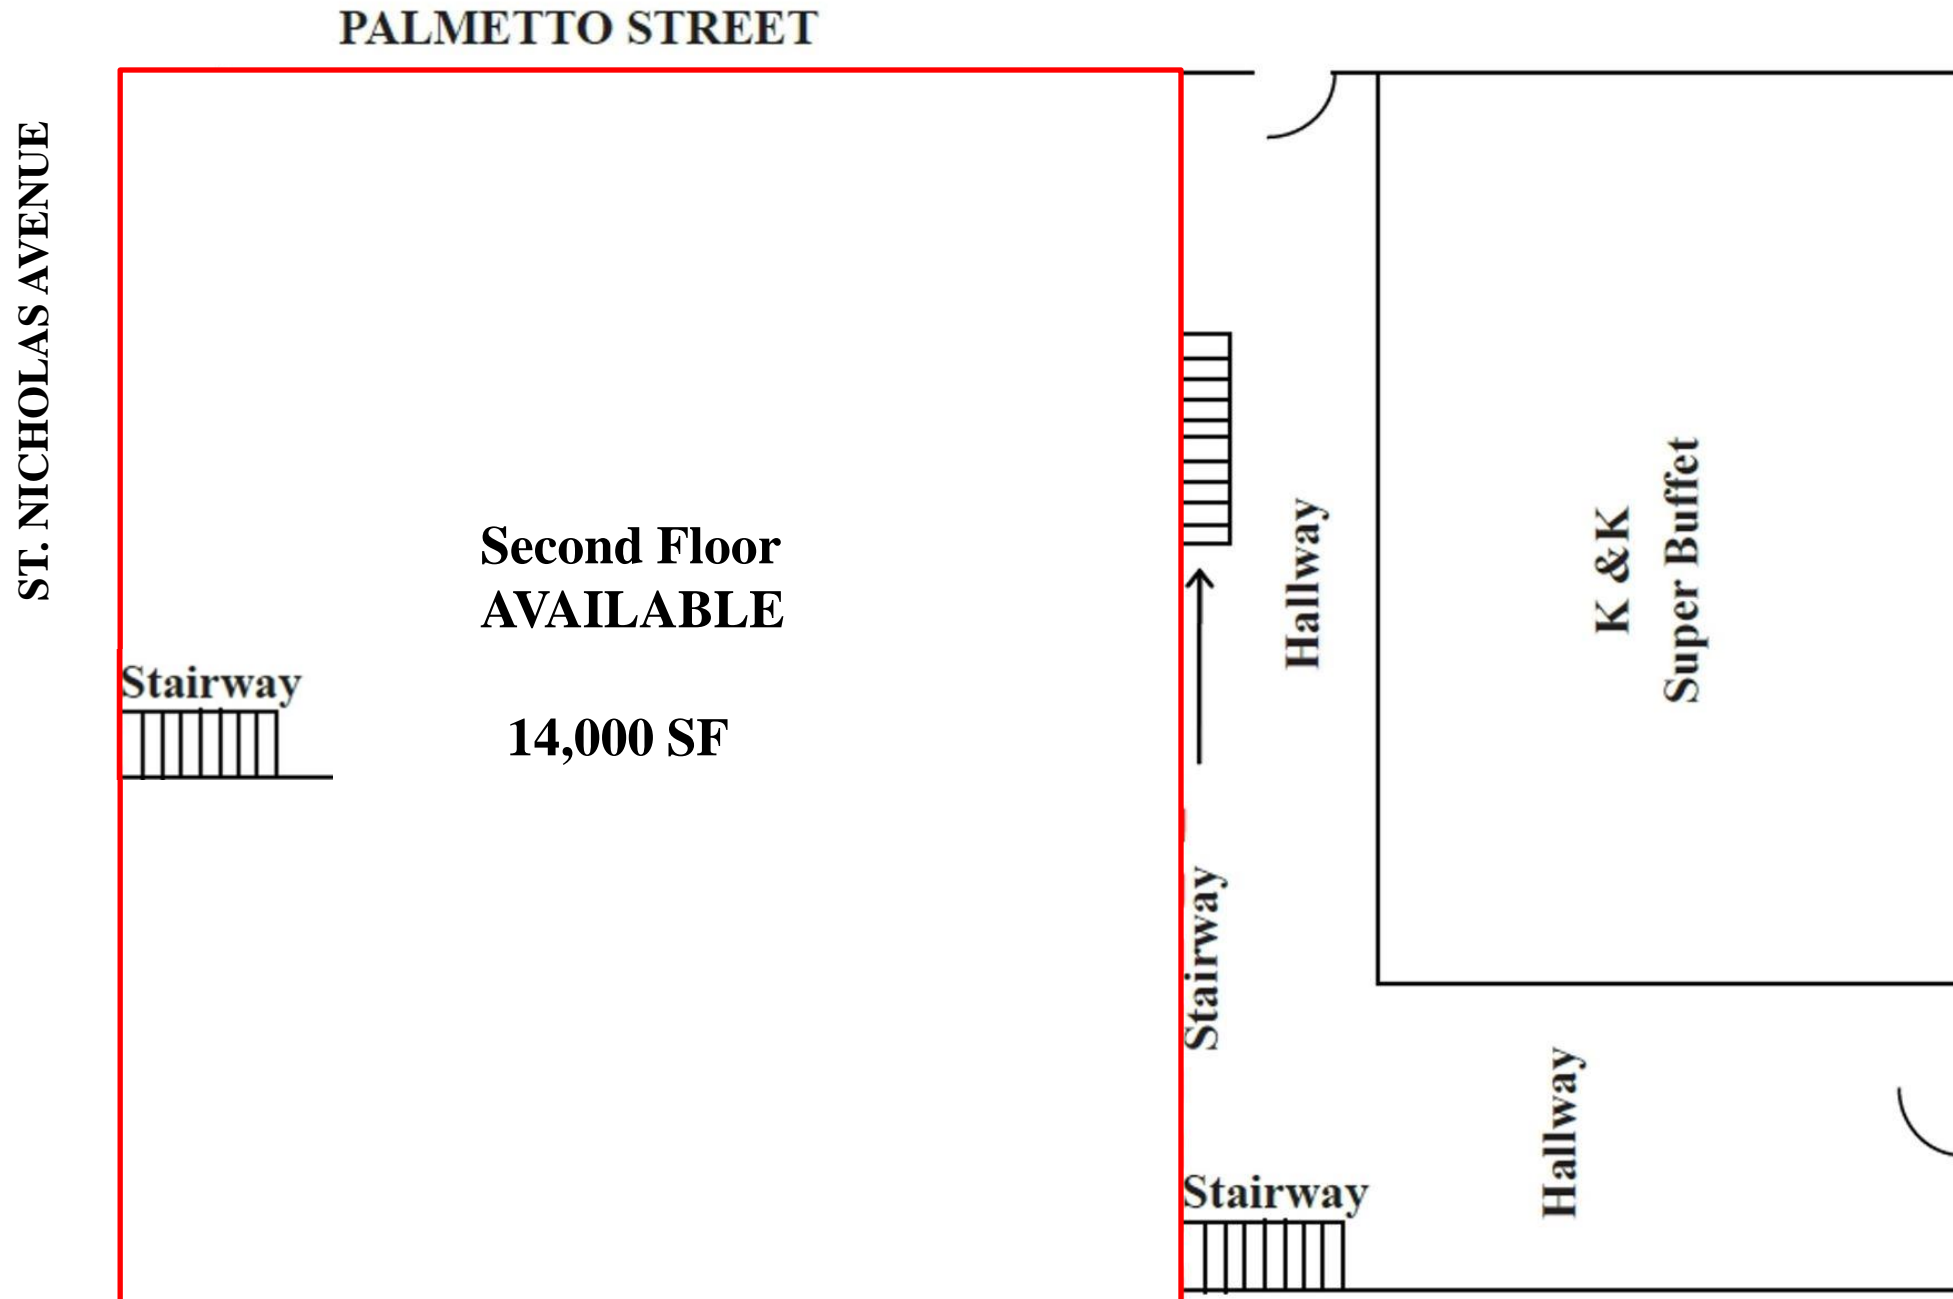 PALMETTO STREET
ST. NICHOLAS AVENUE
Second Floor
AVAILABLE
14,000 SF
Stairway
Hallway
K &K
Super Buffet
Stairway
Hallway
Stairway